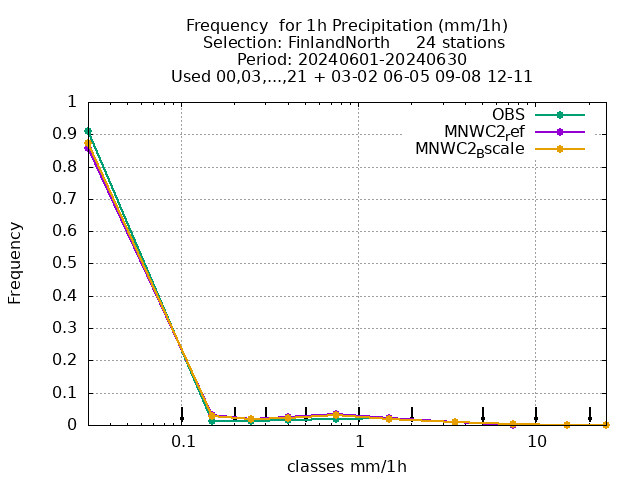 Frequency  for 1h Precipitation (mm/1h)
Selection: FinlandNorth     24 stations
Period: 20240601-20240630
Used 00,03,...,21 + 03-02 06-05 09-08 12-11
OBS
MNWC2ref
MNWC2Bscale
1
0.9
0.8
0.7
0.6
0.5
0.4
0.3
0.2
0.1
0
Frequency
0.1
1
10
classes mm/1h